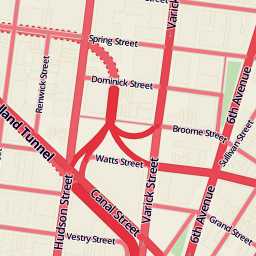 Varick
Spring Street
6th Avenue
Renwick Street
Dominick Street
lland Tunnel
Broome Street
Sullivan Street
Watts Street
Hudson Street
Canal Street
Varick Street
6th Avenue
Grand Street
Vestry Street